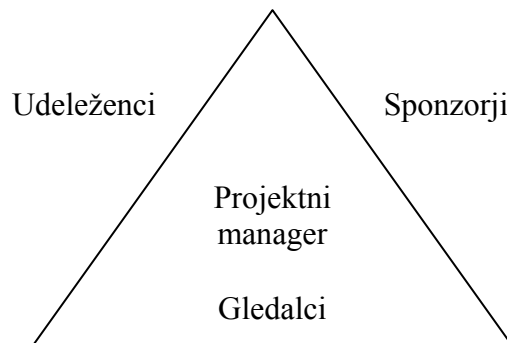 Udeleženci
Sponzorji
Projektni
manager
Gledalci